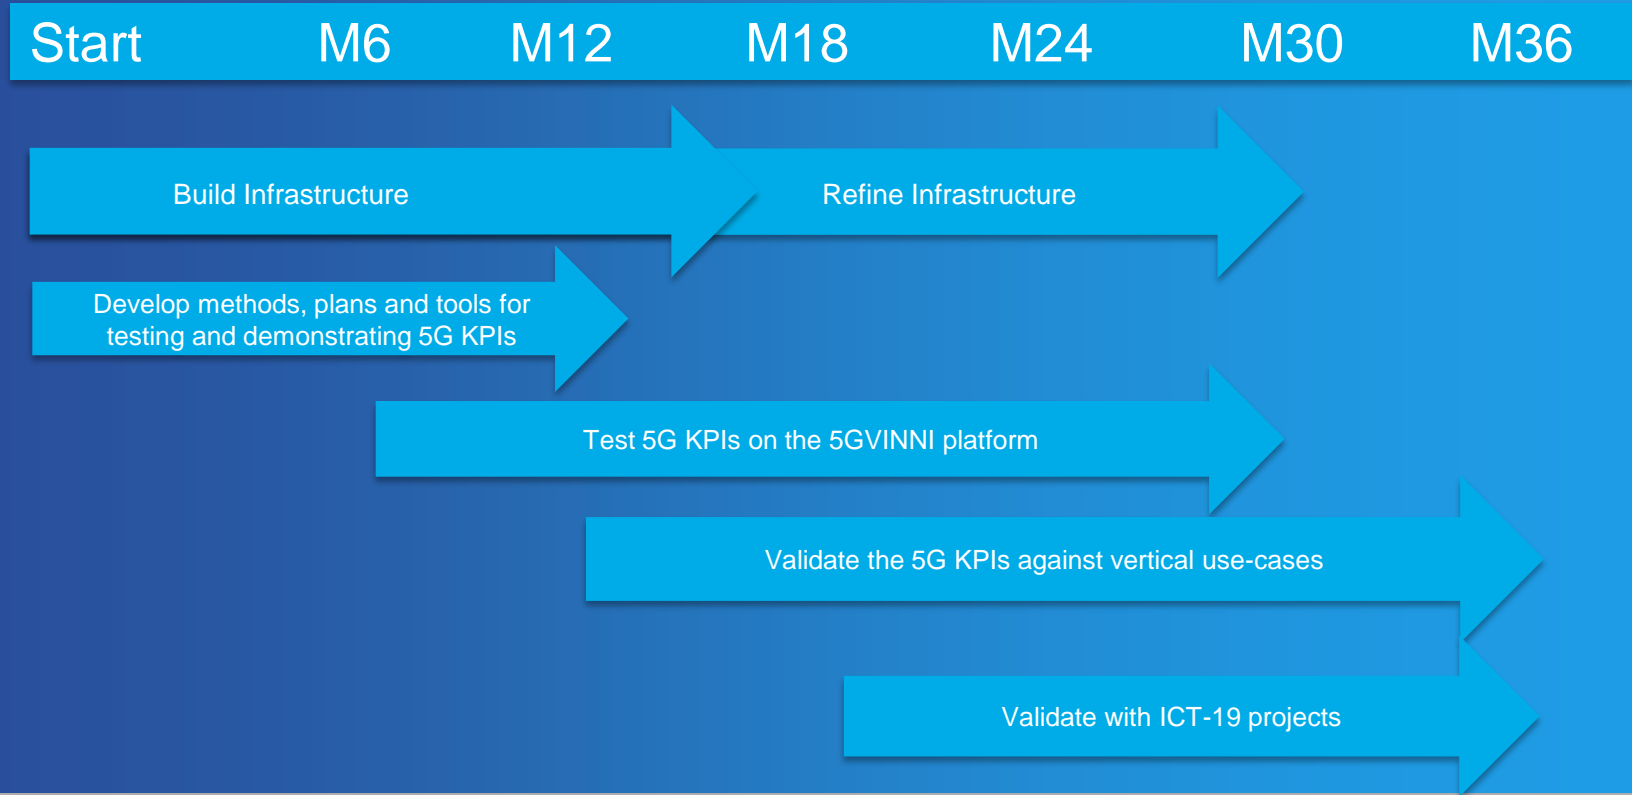 Start M6 M12 M18 M24 M30 M36
Build Infrastructure
Refine Infrastructure
Develop methods, plans and tools for
testing and demonstrating 5G KPIs
Test 5G KPIs on the 5GVINNI platform
Validate the 5G KPIs against vertical use-cases
Validate with ICT-19 projects